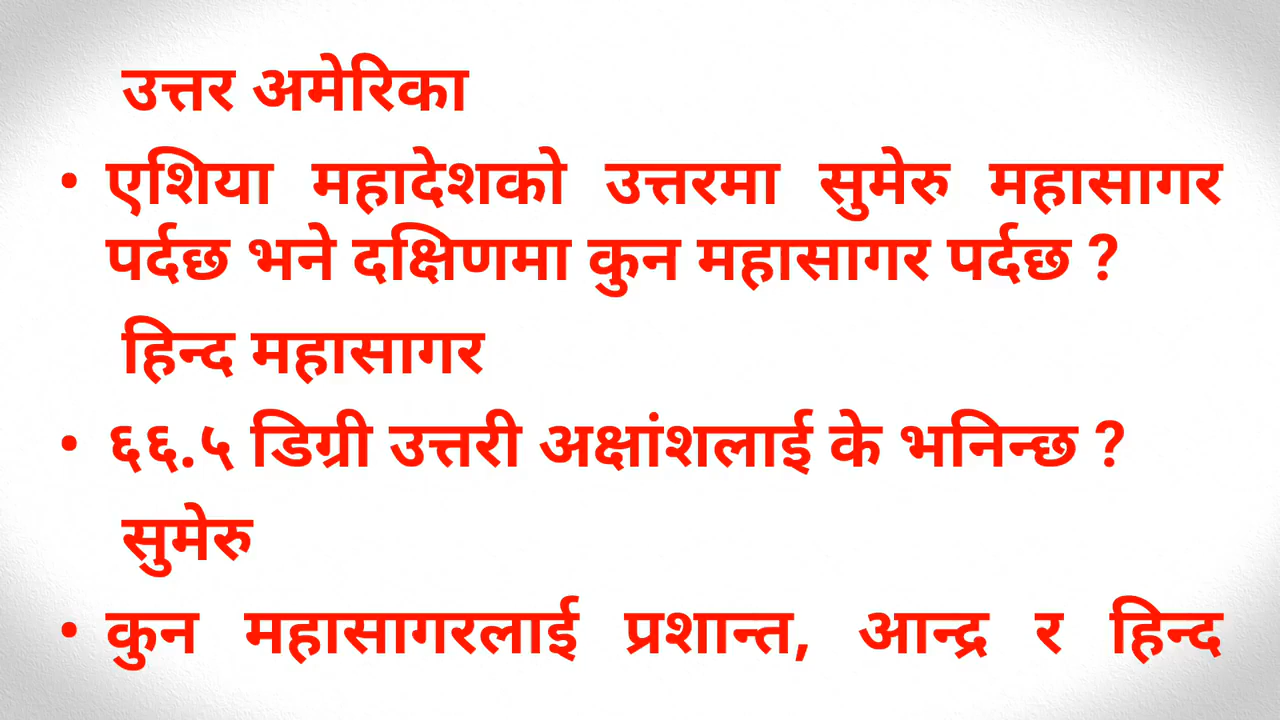 उत्तर अमेरिका
• एशिया महादेशको उत्तरमा सुमेरु महासागर
पर्दछ भने दक्षिणमा कुन महासागर पर्दछ ?
हिन्द महासागर
• ६६.५ डिग्री उत्तरी अक्षांशलाई के भनिन्छ ?
सुमेरु
• कुन महासागरलाई प्रशान्त, आन्द्र र हिन्द